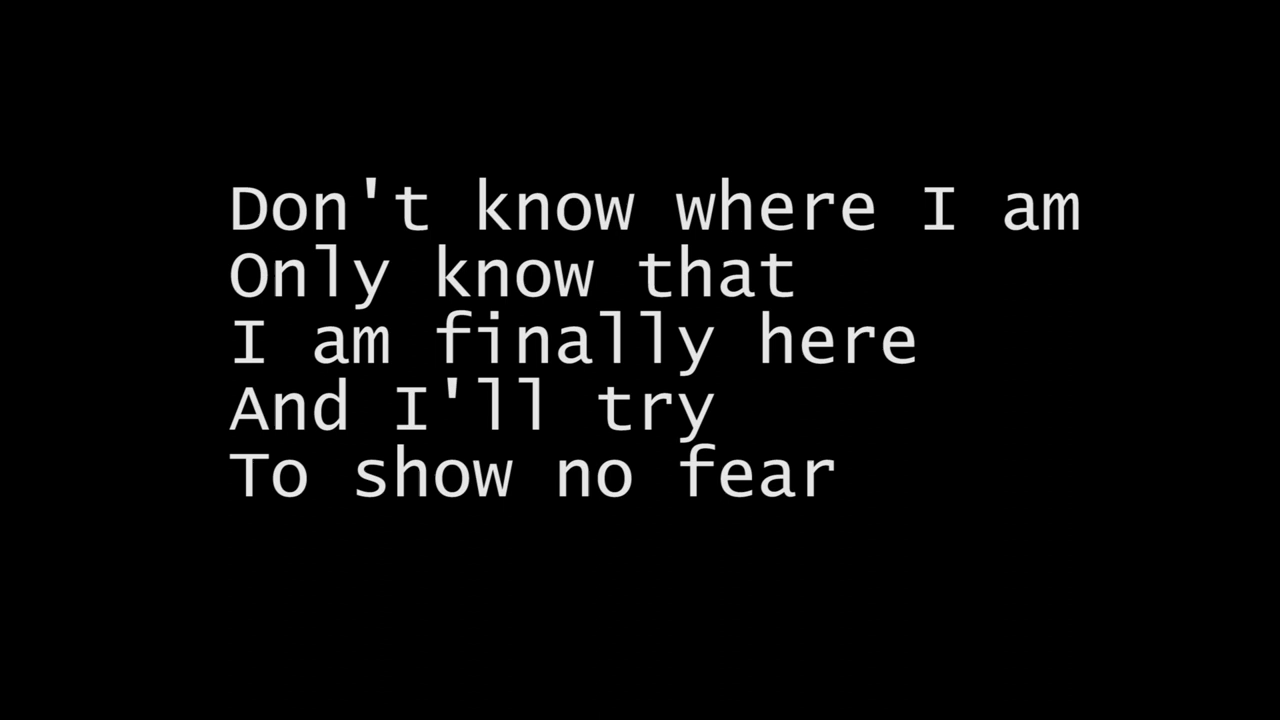 Don't know where I am
Only know that
I am finally here
And I'll try
To show no fear